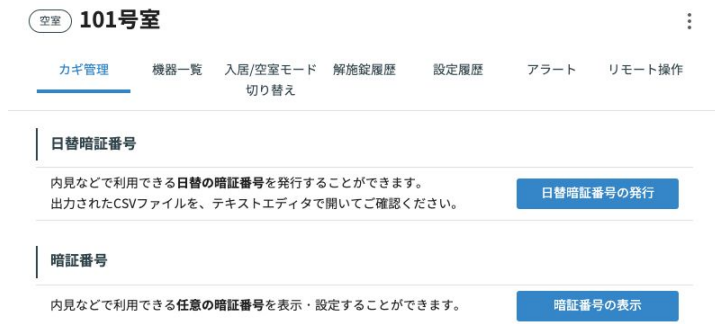 空室 101号室
カギ管理 機器一覧 入居/空室モード 解施錠履歴 設定履歴 アラート リモート操作
切り替え
日替暗証番号
内見などで利用できる日替の暗証番号を発行することができます。
出力されたCSVファイルを、テキストエディタで開いてご確認ください。
日替暗証番号の発行
暗証番号
内見などで利用できる任意の暗証番号を表示・設定することができます。
暗証番号の表示